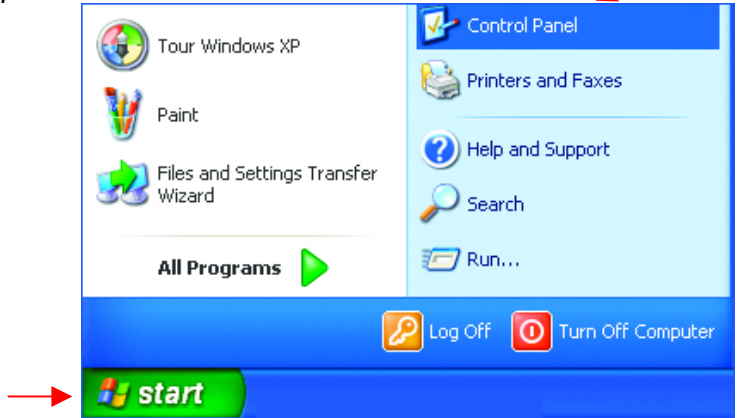 Tour Windows XP
Paint
Files and Settings Transfer
Wizard
All Programs
Control Panel
Printers and Faxes
Help and Support
Search
Run...
Log Off
Turn Off Computer
start